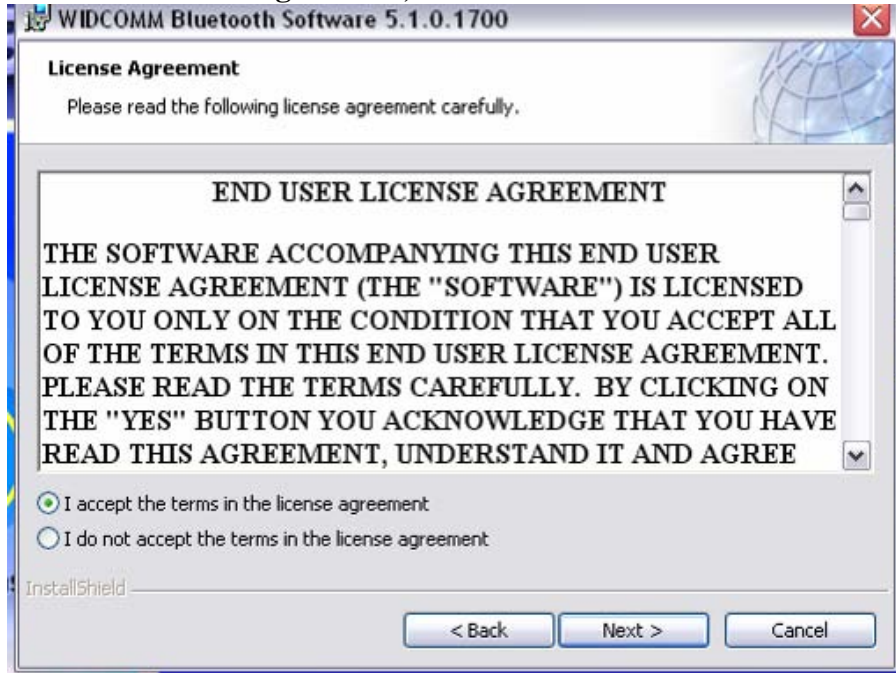 WIDCOMM Bluetooth Software 5.1.0.1700
License Agreement
Please read the following license agreement carefully.
END USER LICENSE AGREEMENT
THE SOFTWARE ACCOMPANYING THIS END USER
LICENSE AGREEMENT (THE "SOFTWARE") IS LICENSED
TO YOU ONLY ON THE CONDITION THAT YOU ACCEPT ALL
OF THE TERMS IN THIS END USER LICENSE AGREEMENT.
PLEASE READ THE TERMS CAREFULLY.  BY CLICKING ON
THE "YES" BUTTON YOU ACKNOWLEDGE THAT YOU HAVE
READ THIS AGREEMENT, UNDERSTAND IT AND AGREE
I accept the terms in the license agreement
I do not accept the terms in the license agreement
InstallShield
< Back Next > Cancel